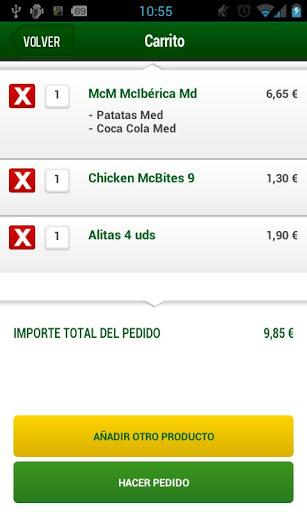 69 10:55
VOLVER Carrito
X 1 McM McIbérica Md 6,65 €
- Patatas Med
- Coca Cola Med
X 1 Chicken McBites 9 1,30 €
X 1 Alitas 4 uds 1,90 €
IMPORTE TOTAL DEL PEDIDO 9,85 €
AÑADIR OTRO PRODUCTO
HACER PEDIDO